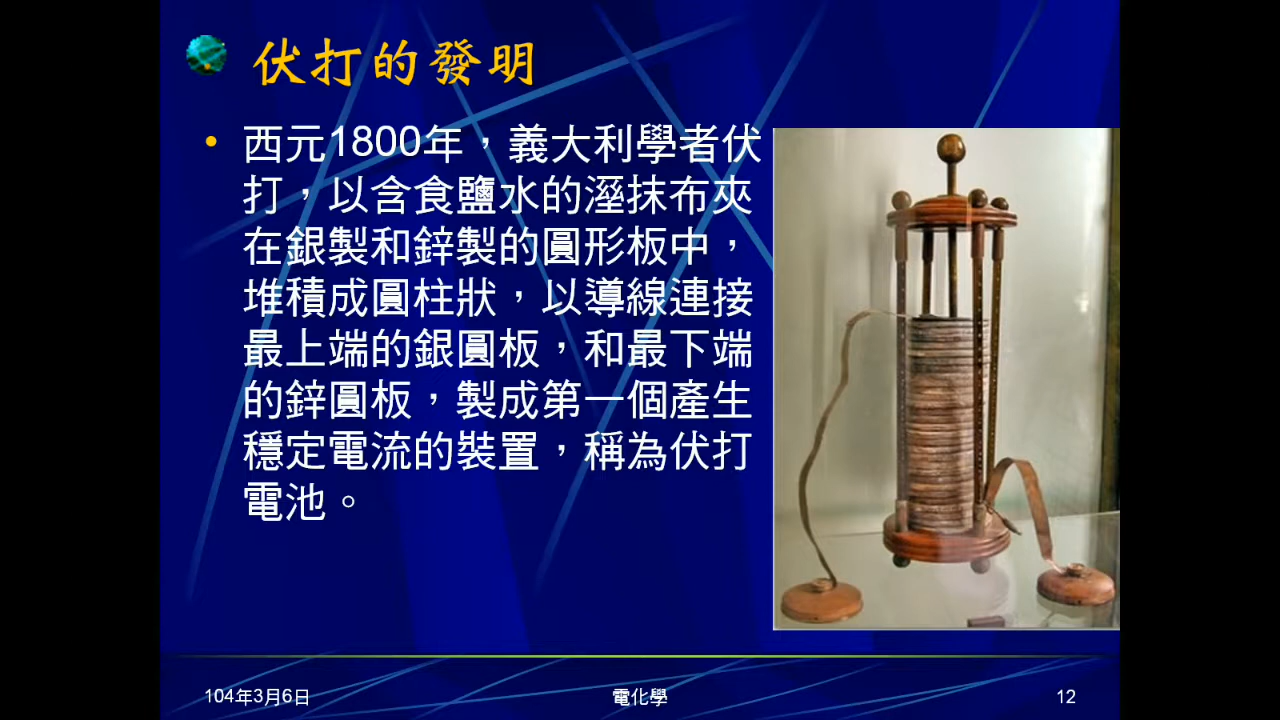 伏打的發明
• 西元1800年，義大利學者伏
打，以含食鹽水的溼抹布夾
在銀製和鋅製的圓形板中，
堆積成圓柱狀，以導線連接
最上端的銀圓板，和最下端
的鋅圓板，製成第一個產生
穩定電流的裝置，稱為伏打
電池。
104年3月6日
電化學
12